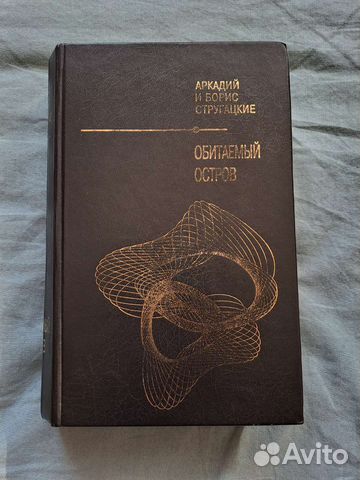 АРКАДИЙ
И БОРИС
СТРУГАЦКИЕ
ОБИТАЕМЫЙ
ОСТРОВ
Avito